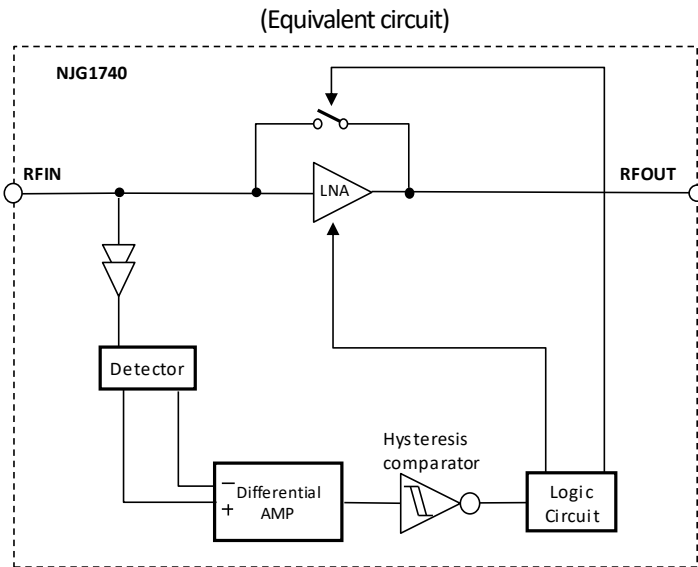 (Equivalent circuit)
NJG1740
RFIN
LNA
RFOUT
Detector
Hysteresis
comparator
−
+
Differential
AMP
Logic
Circuit